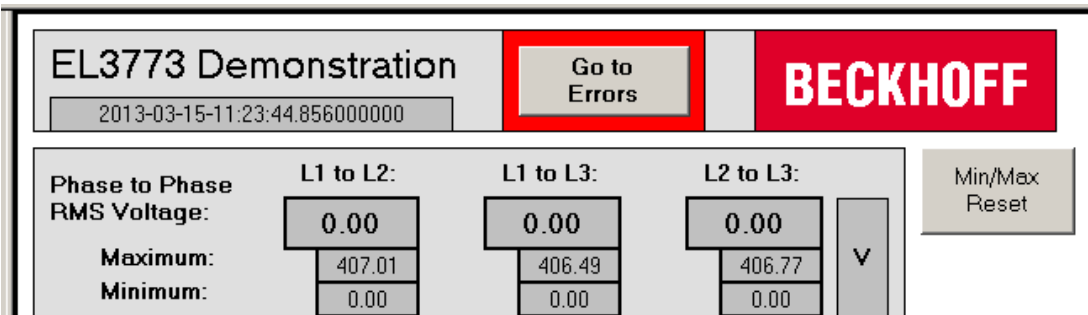 EL3773 Demonstration
2013-03-15-11:23:44.856000000
Go to
Errors
BECKHOFF
Phase to Phase
RMS Voltage:
L1 to L2:
L1 to L3:
L2 to L3:
0.00
0.00
0.00
V
Maximum:
407.01
406.49
406.77
Minimum:
0.00
0.00
0.00
Min/Max
Reset